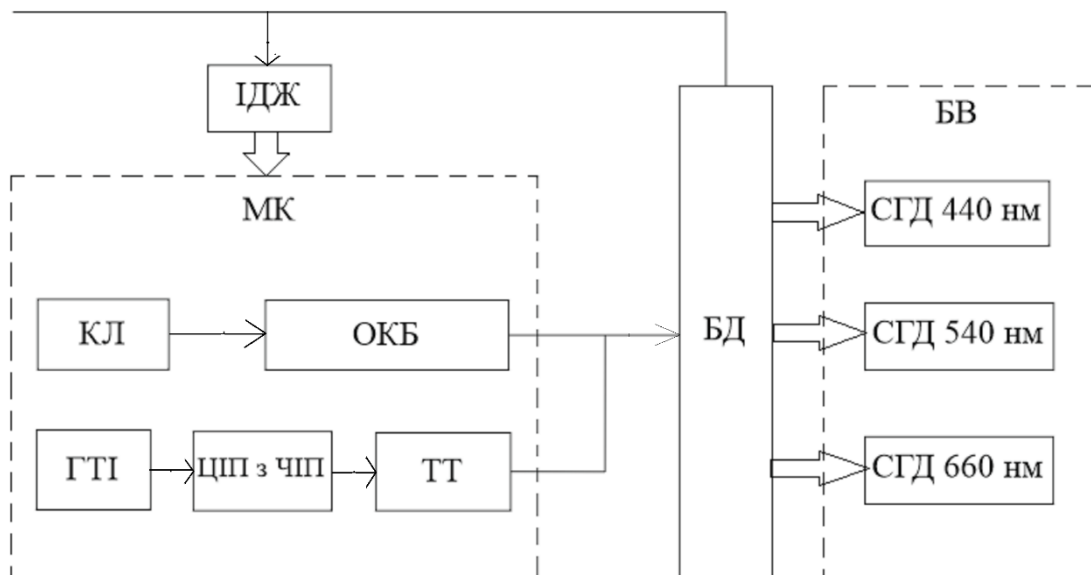 ІДЖ
БВ
МК
СГД 440 нм
КЛ
ОКБ
БД
СГД 540 нм
ГТІ
ЦІП з ЧІП
ТТ
СГД 660 нм